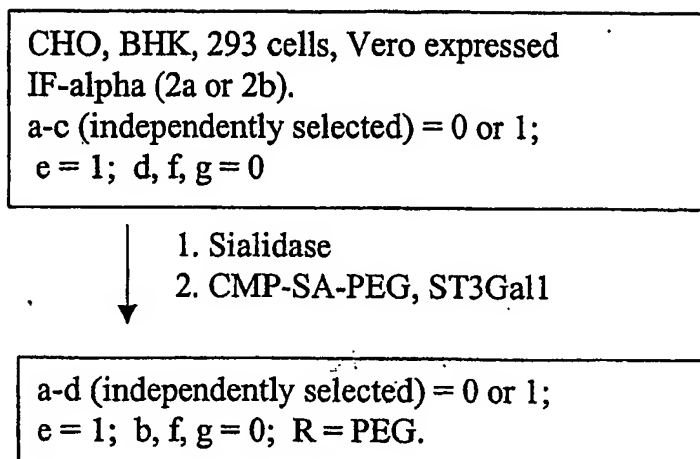 CHO, BHK, 293 cells, Vero expressed
IF-alpha (2a or 2b).
a-c (independently selected) = 0 or 1;
e = 1; d, f, g = 0
1. Sialidase
2. CMP-SA-PEG, ST3Gal1
a-d (independently selected) = 0 or 1;
e = 1; b, f, g = 0; R = PEG.